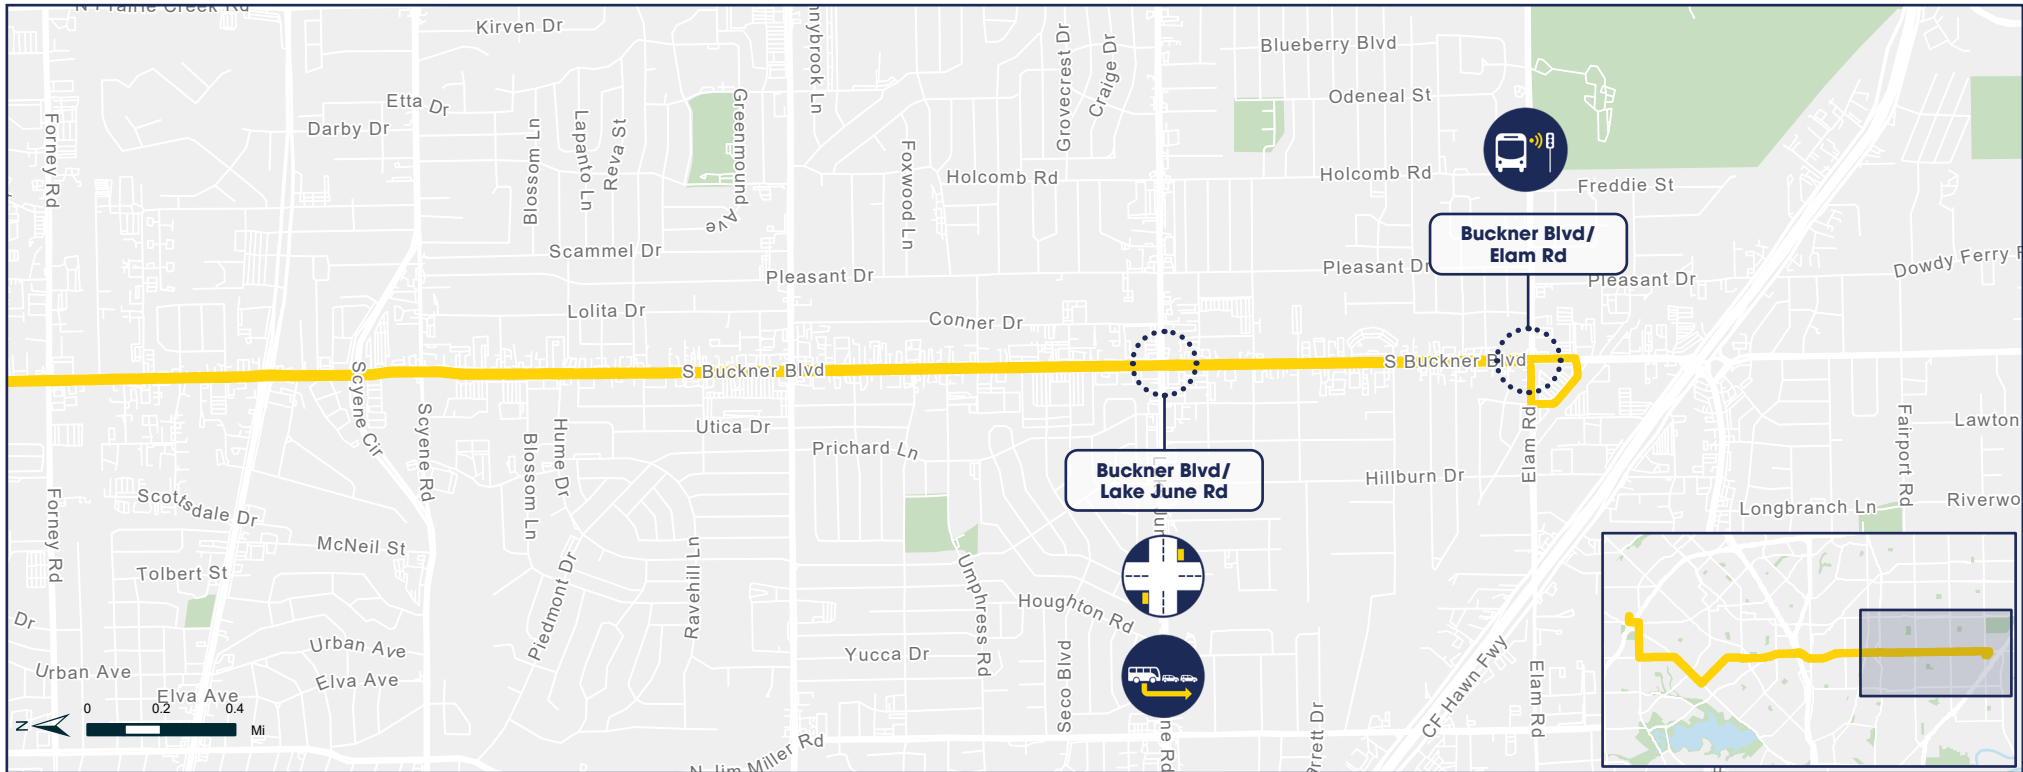 N Prairie Creek Rd
Kirven Dr
Blueberry Blvd
Grovecrest Dr
Craige Dr
Odeneal St
Etta Dr
Darby Dr
Forney Rd
Blossom Ln
Lapanto Ln
Reva St
Greenmound Ave
Foxwood Ln
Holcomb Rd
Holcomb Rd
Freddie St
Buckner Blvd/
Elam Rd
Scammel Dr
Pleasant Dr
Pleasant Dr
Pleasant Dr
Dowdy Ferry
Lolita Dr
Conner Dr
S Buckner Blvd
S Buckner Blvd
Scyene Cir
Scyene Rd
Utica Dr
Hume Dr
Blossom Ln
Prichard Ln
Buckner Blvd/
Lake June Rd
Hillburn Dr
Elam Rd
Fairport Rd
Lawton
Longbranch Ln
Riverwo
Scottsdale Dr
Forney Rd
McNeil St
Tolbert St
Piedmont Dr
Ravehill Ln
Umphress Rd
Houghton Rd
Dr
Urban Ave
Urban Ave
Elva Ave
Elva Ave
Yucca Dr
Seco Blvd
CF Hawn Fwy
Elam Rd
N Jim Miller Rd
N
0 0.2 0.4
Mi